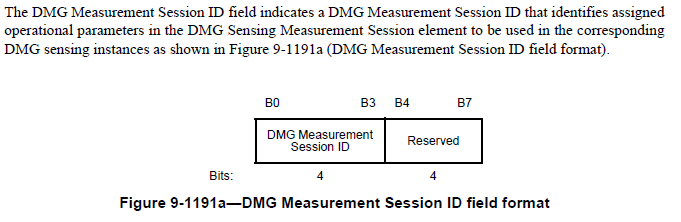 The DMG Measurement Session ID field indicates a DMG Measurement Session ID that identifies assigned
operational parameters in the DMG Sensing Measurement Session element to be used in the corresponding
DMG sensing instances as shown in Figure 9-1191a (DMG Measurement Session ID field format).
B0 B3 B4 B7
DMG Measurement
Session ID
Reserved
Bits: 4 4
Figure 9-1191a—DMG Measurement Session ID field format